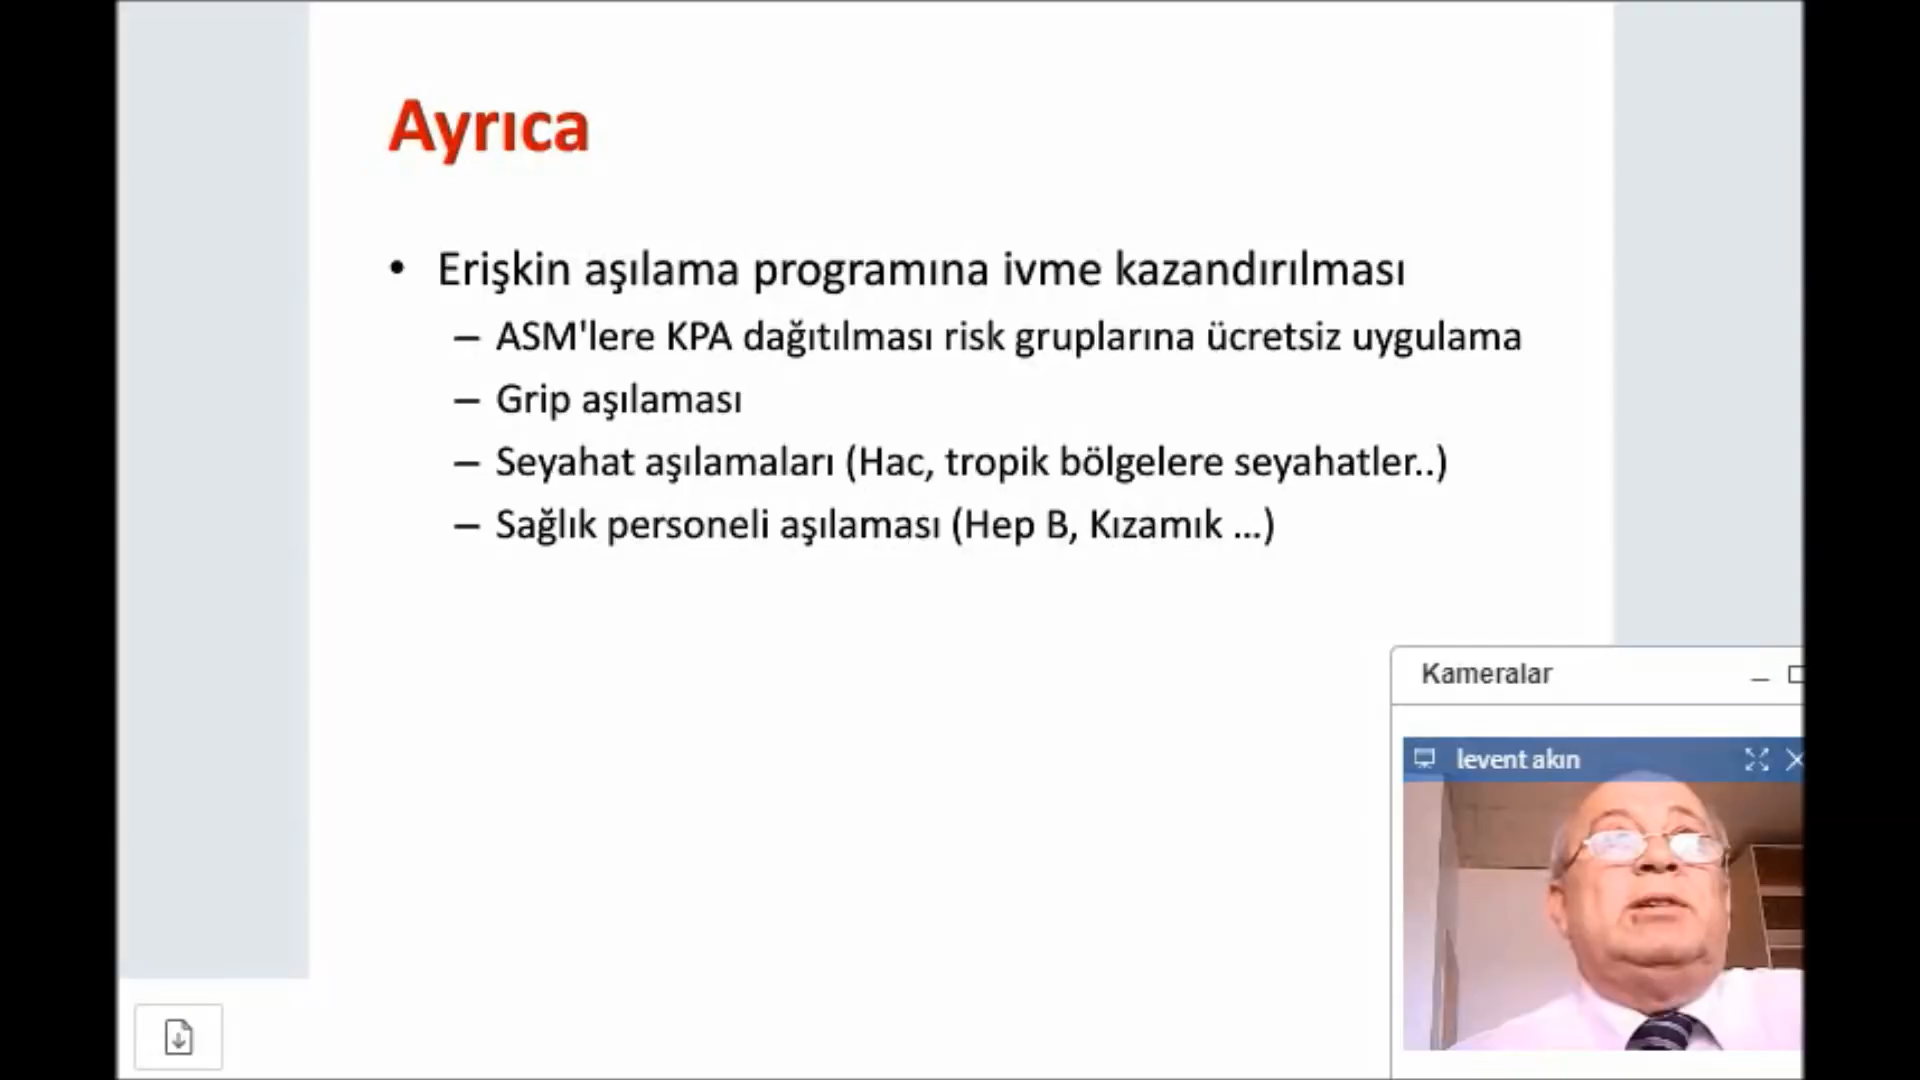 Ayrıca
• Erişkin aşılama programına ivme kazandırılması
– ASM'lere KPA dağıtılması risk gruplarına ücretsiz uygulama
– Grip aşılaması
– Seyahat aşılamaları (Hac, tropik bölgelere seyahatler..)
– Sağlık personeli aşılaması (Hep B, Kızamık ...)
Kameralar
levent akın